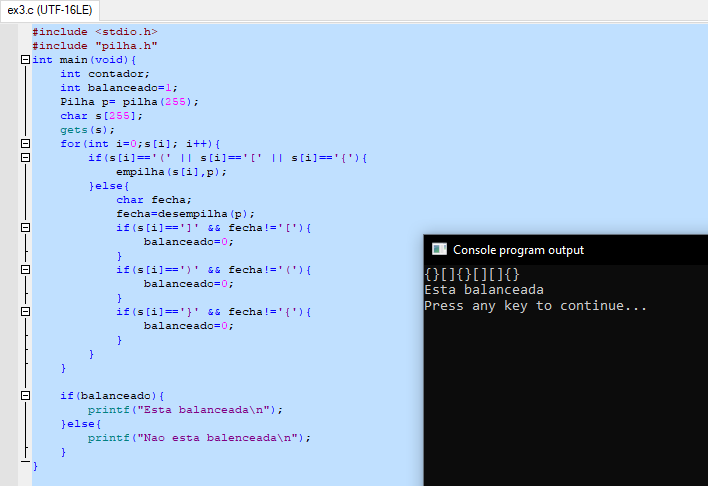 ex3.c (UTF-16LE)
#include <stdio.h>
#include "pilha.h"
int main(void){
int contador;
int balanceado=1;
Pilha p= pilha(255);
char s[255];
gets(s);
for(int i=0;s[i]; i++){
if(s[i]=='(' || s[i]=='[' || s[i]=='{'){
empilha(s[i],p);
}else{
char fecha;
fecha=desempilha(p);
if(s[i]==']' && fecha!='['){
balanceado=0;
}
if(s[i]==')' && fecha!='('){
balanceado=0;
}
if(s[i]=='}' && fecha!='{'){
balanceado=0;
}
}
}
if(balanceado){
printf("Esta balanceada\n");
}else{
printf("Nao esta balenceada\n");
}
}
Console program output
{}[]{}[][]{}
Esta balanceada
Press any key to continue...